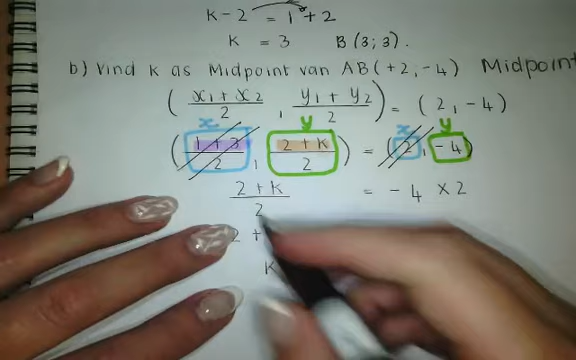 K - 2 = 1 + 2
K = 3 B (3 ; 3).
b) Vind K as Midpoint van AB (+2, -4) Midpoint
( x₁ + x₂ / 2 , y₁ + y₂ / 2 ) = (2, -4)
x y x y
( 1 + 3 / 2 , 2 + K / 2 ) = (2, -4)
2 + K / 2 = -4 × 2
2 +
K